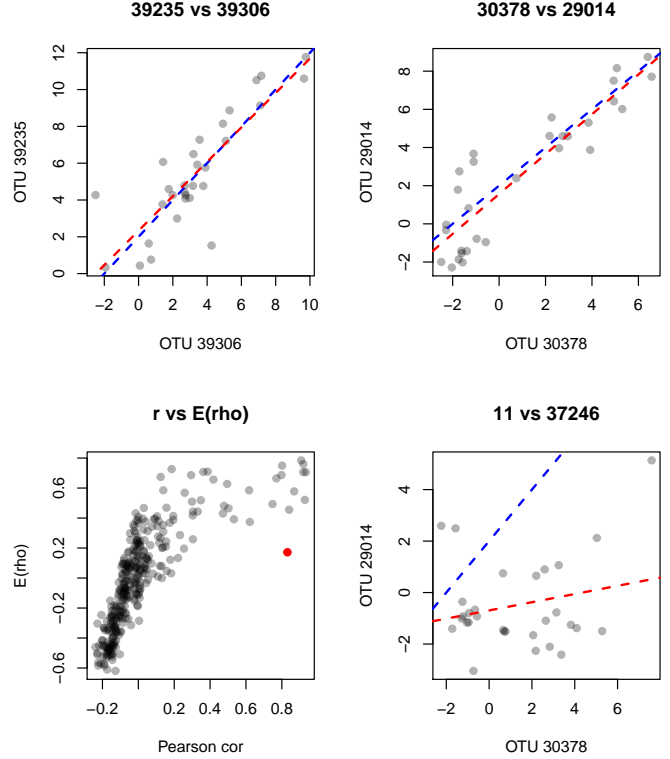 39235 vs 39306
12
10
8
6
4
2
0
OTU 39235
−2 0 2 4 6 8 10
OTU 39306
30378 vs 29014
8
6
4
2
0
−2
OTU 29014
−2 0 2 4 6
OTU 30378
r vs E(rho)
0.6
0.2
−0.2
−0.6
E(rho)
−0.2 0.2 0.4 0.6 0.8
Pearson cor
11 vs 37246
4
2
0
−2
OTU 29014
−2 0 2 4 6
OTU 30378